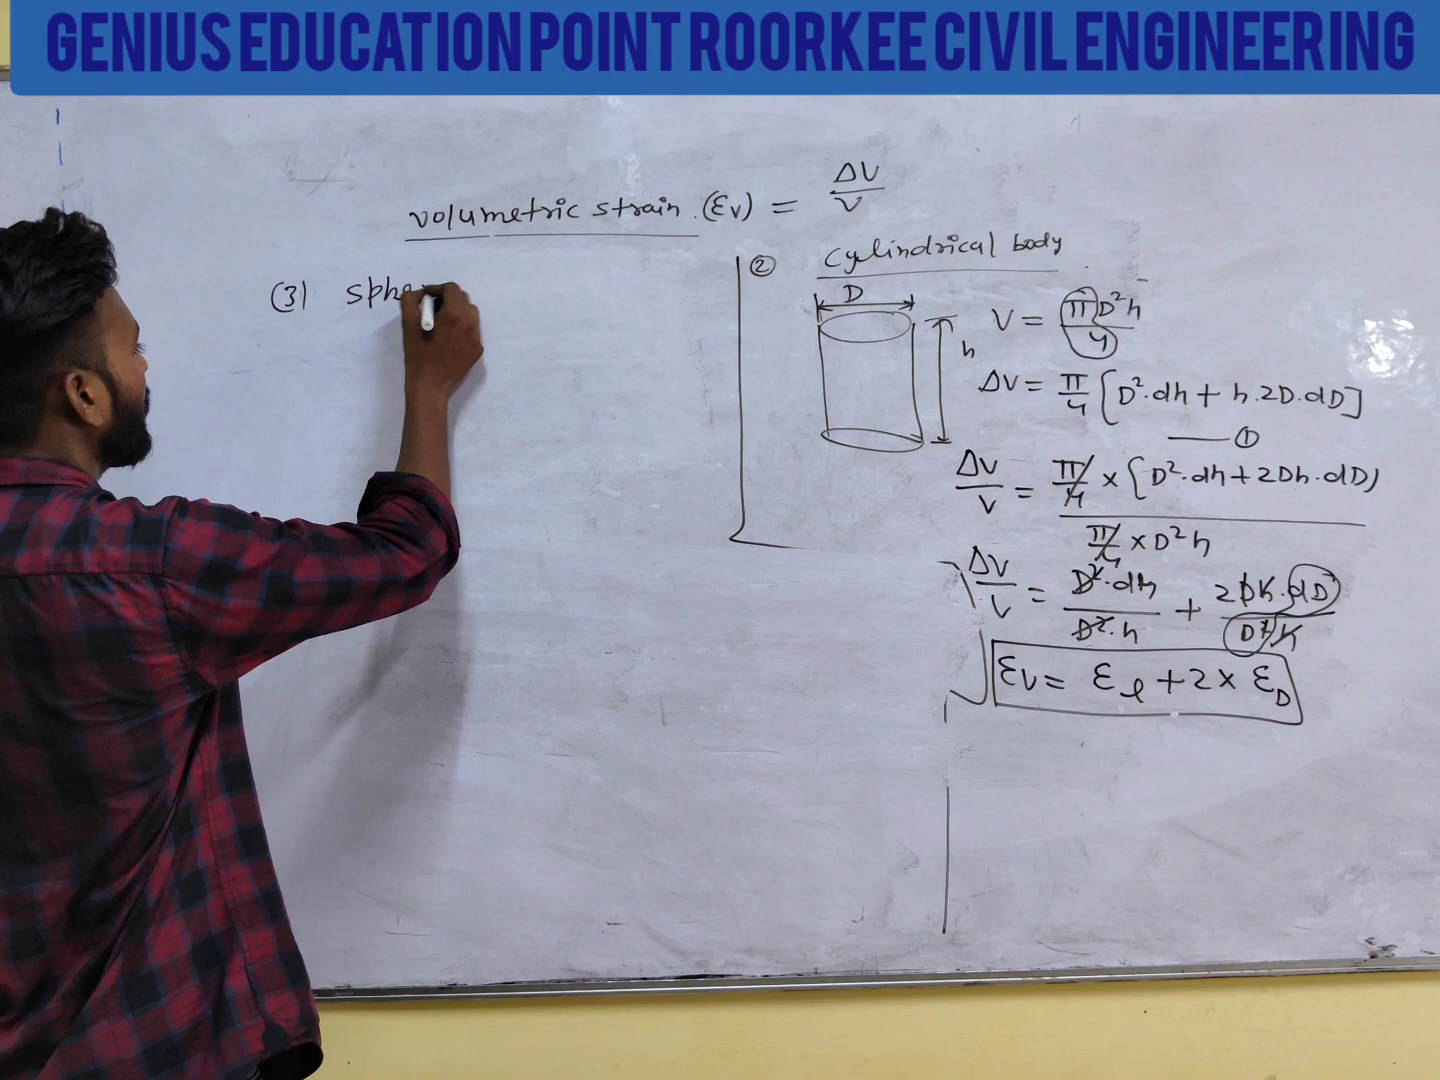 GENIUS EDUCATION POINT ROORKEE CIVIL ENGINEERING
volumetric strain. (εv) = ΔV/V
(3) sphe
② cylindrical body
D
h
V = πD²h/4
ΔV = π/4 [D².dh + h.2D.dD]
—— ①
ΔV/V = π/4 × (D².dh + 2Dh.dD) / π/4 × D²h
ΔV/V = D².dh/D².h + 2Dh.dD/D²h
εv = εl + 2× εD